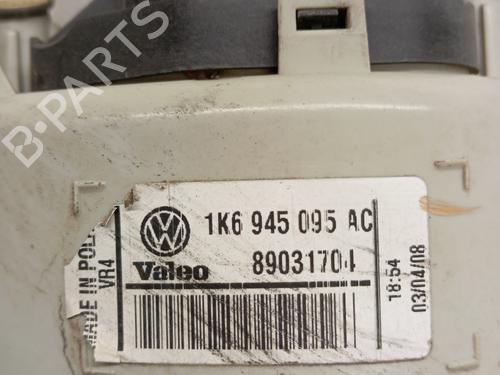 B-PARTS
MADE IN POL
VR4
1K6 945 095 AC
Valeo
89031704
18:54
03/04/08